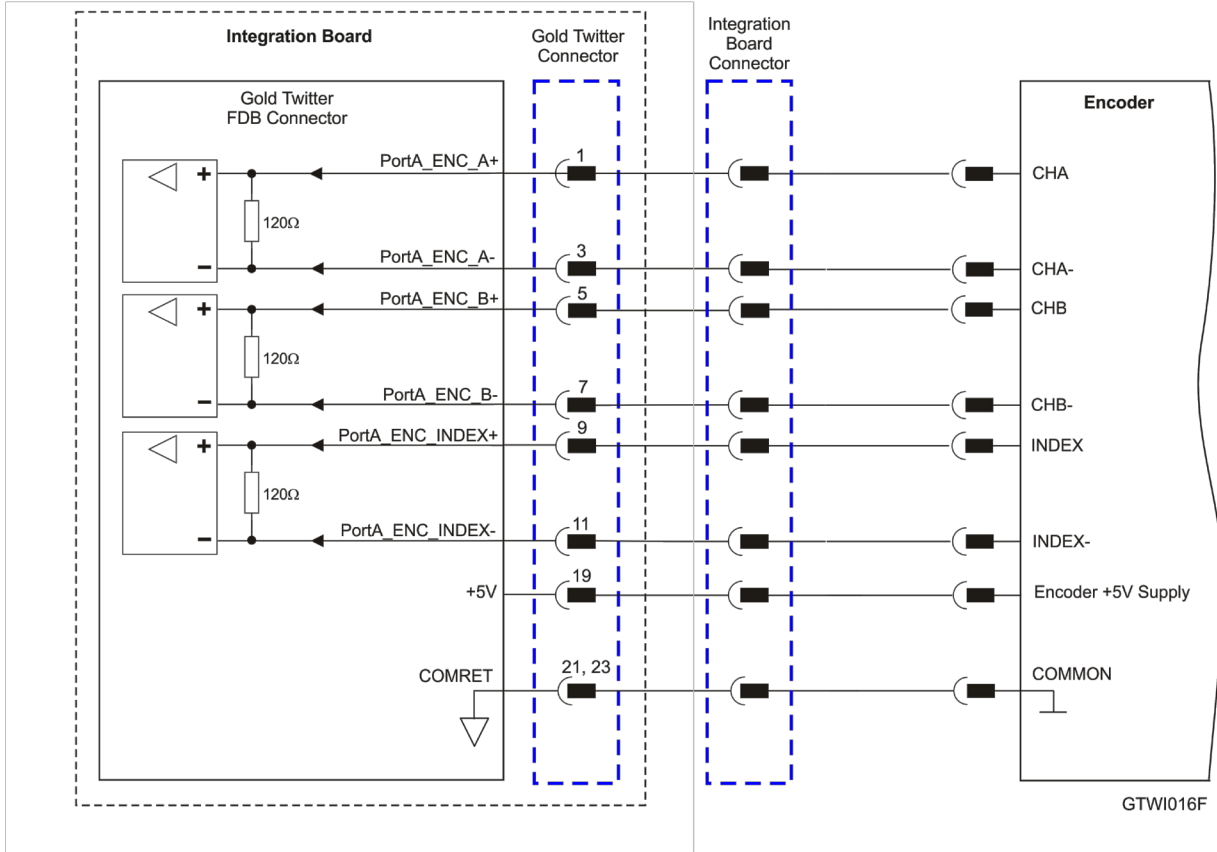 Integration Board
Gold Twitter
Connector
Integration
Board
Connector
Gold Twitter
FDB Connector
Encoder
+
PortA_ENC_A+
1
CHA
120Ω
−
PortA_ENC_A-
3
CHA-
+
PortA_ENC_B+
5
CHB
120Ω
−
PortA_ENC_B-
7
CHB-
+
PortA_ENC_INDEX+
9
INDEX
120Ω
−
PortA_ENC_INDEX-
11
INDEX-
+5V
19
Encoder +5V Supply
COMRET
21, 23
COMMON
GTWI016F